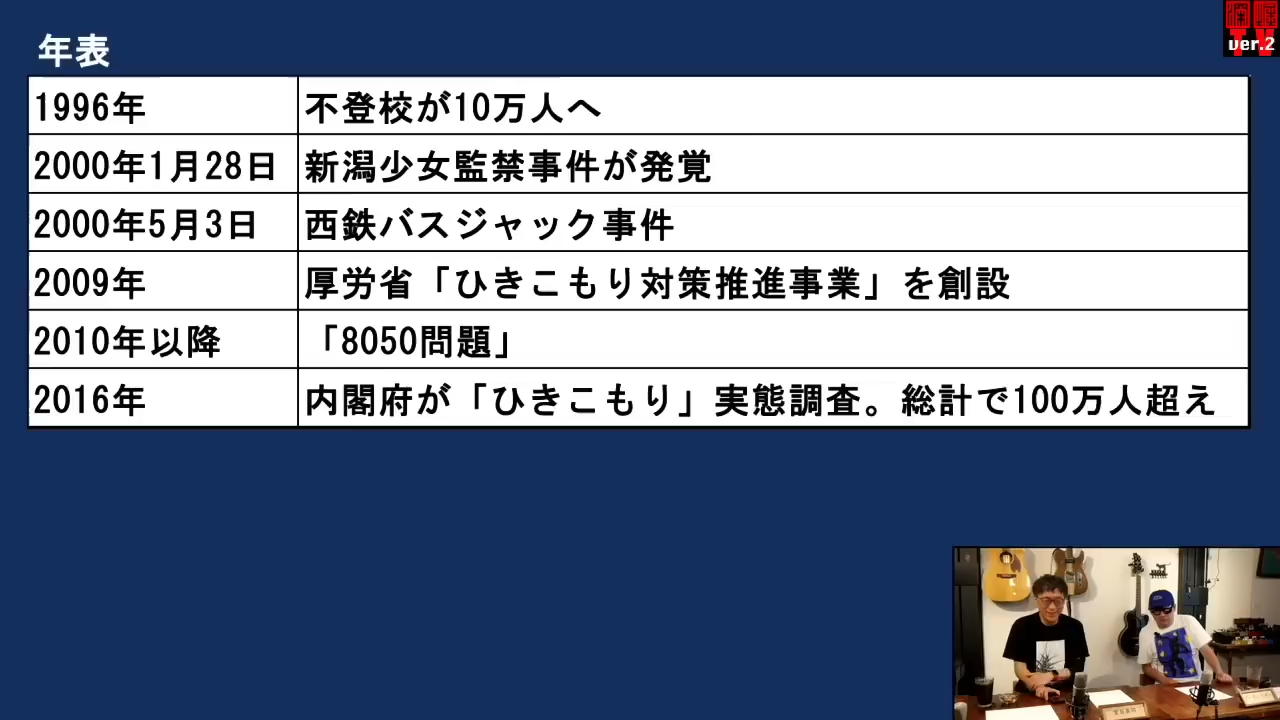 年表
ver.2
1996年 不登校が10万人へ
2000年1月28日 新潟少女監禁事件が発覚
2000年5月3日 西鉄バスジャック事件
2009年 厚労省「ひきこもり対策推進事業」を創設
2010年以降 「8050問題」
2016年 内閣府が「ひきこもり」実態調査。総計で100万人超え